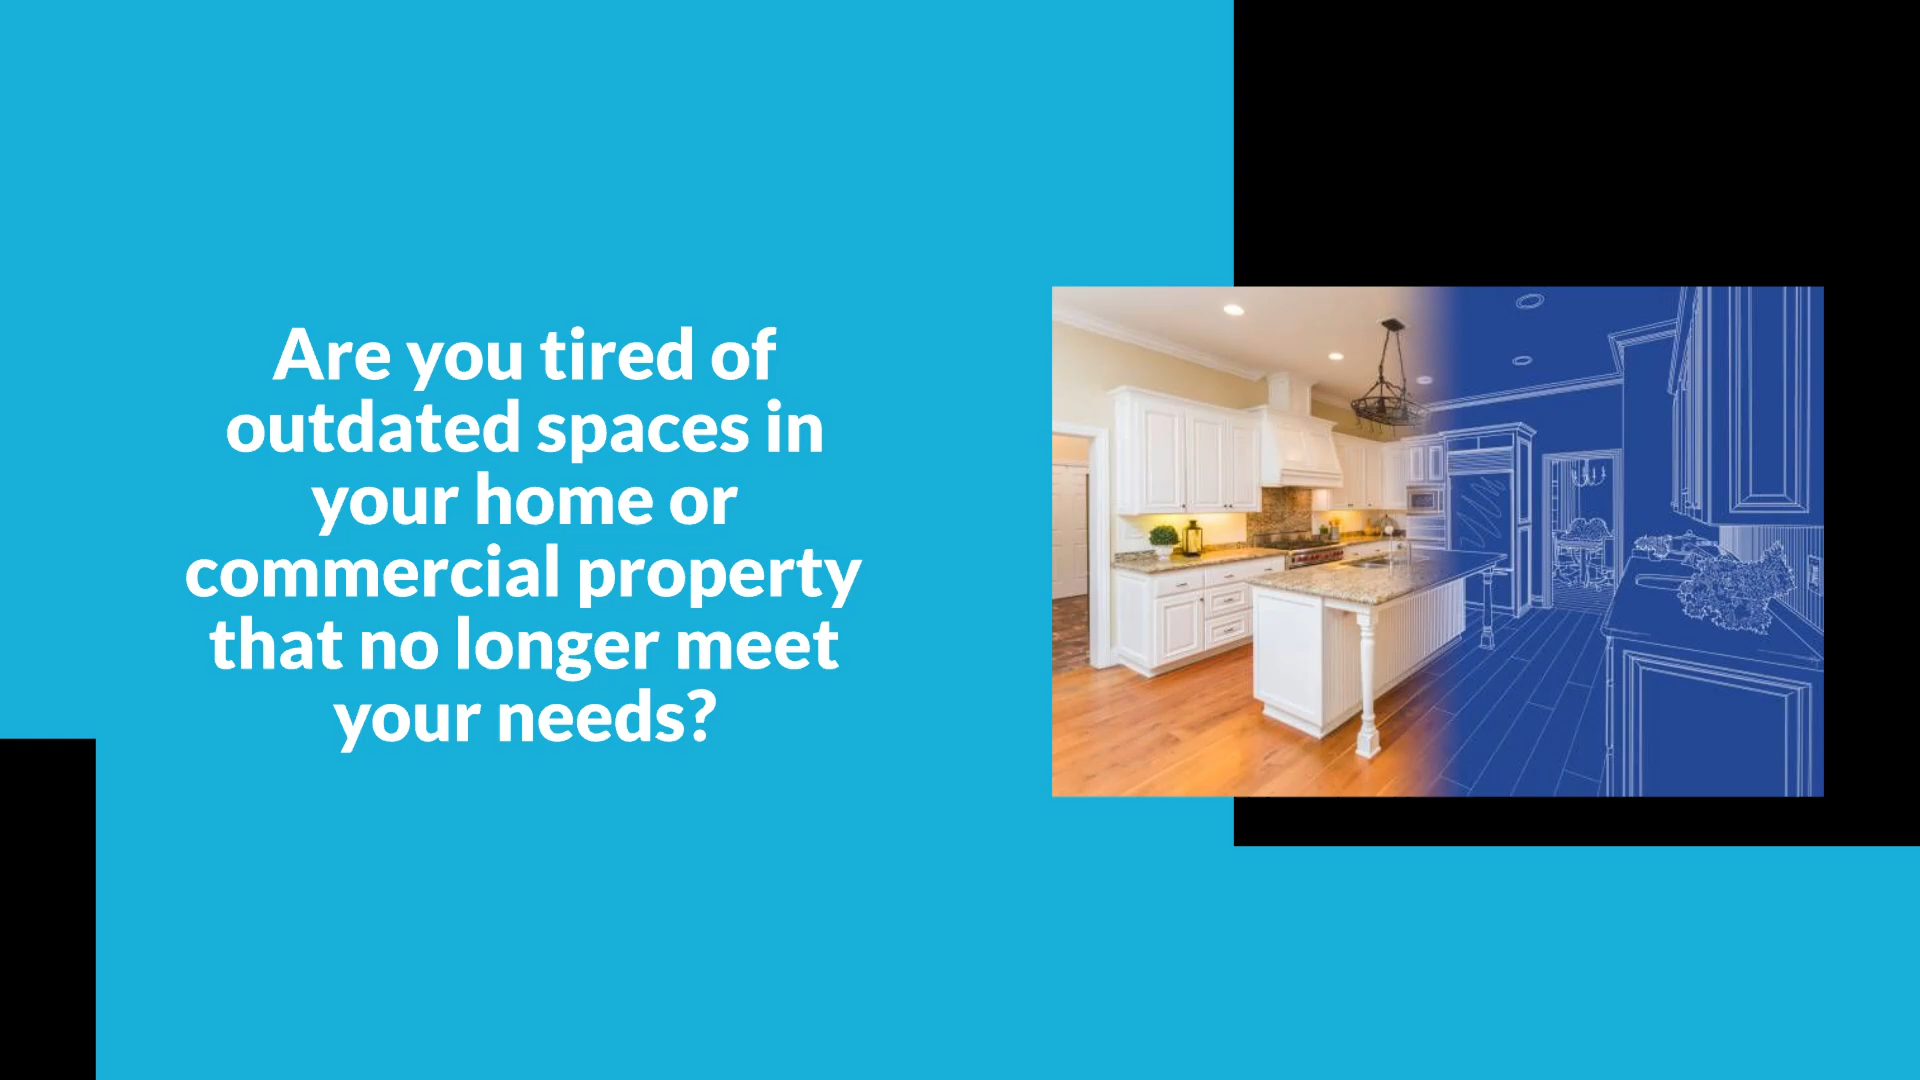 Are you tired of
outdated spaces in
your home or
commercial property
that no longer meet
your needs?